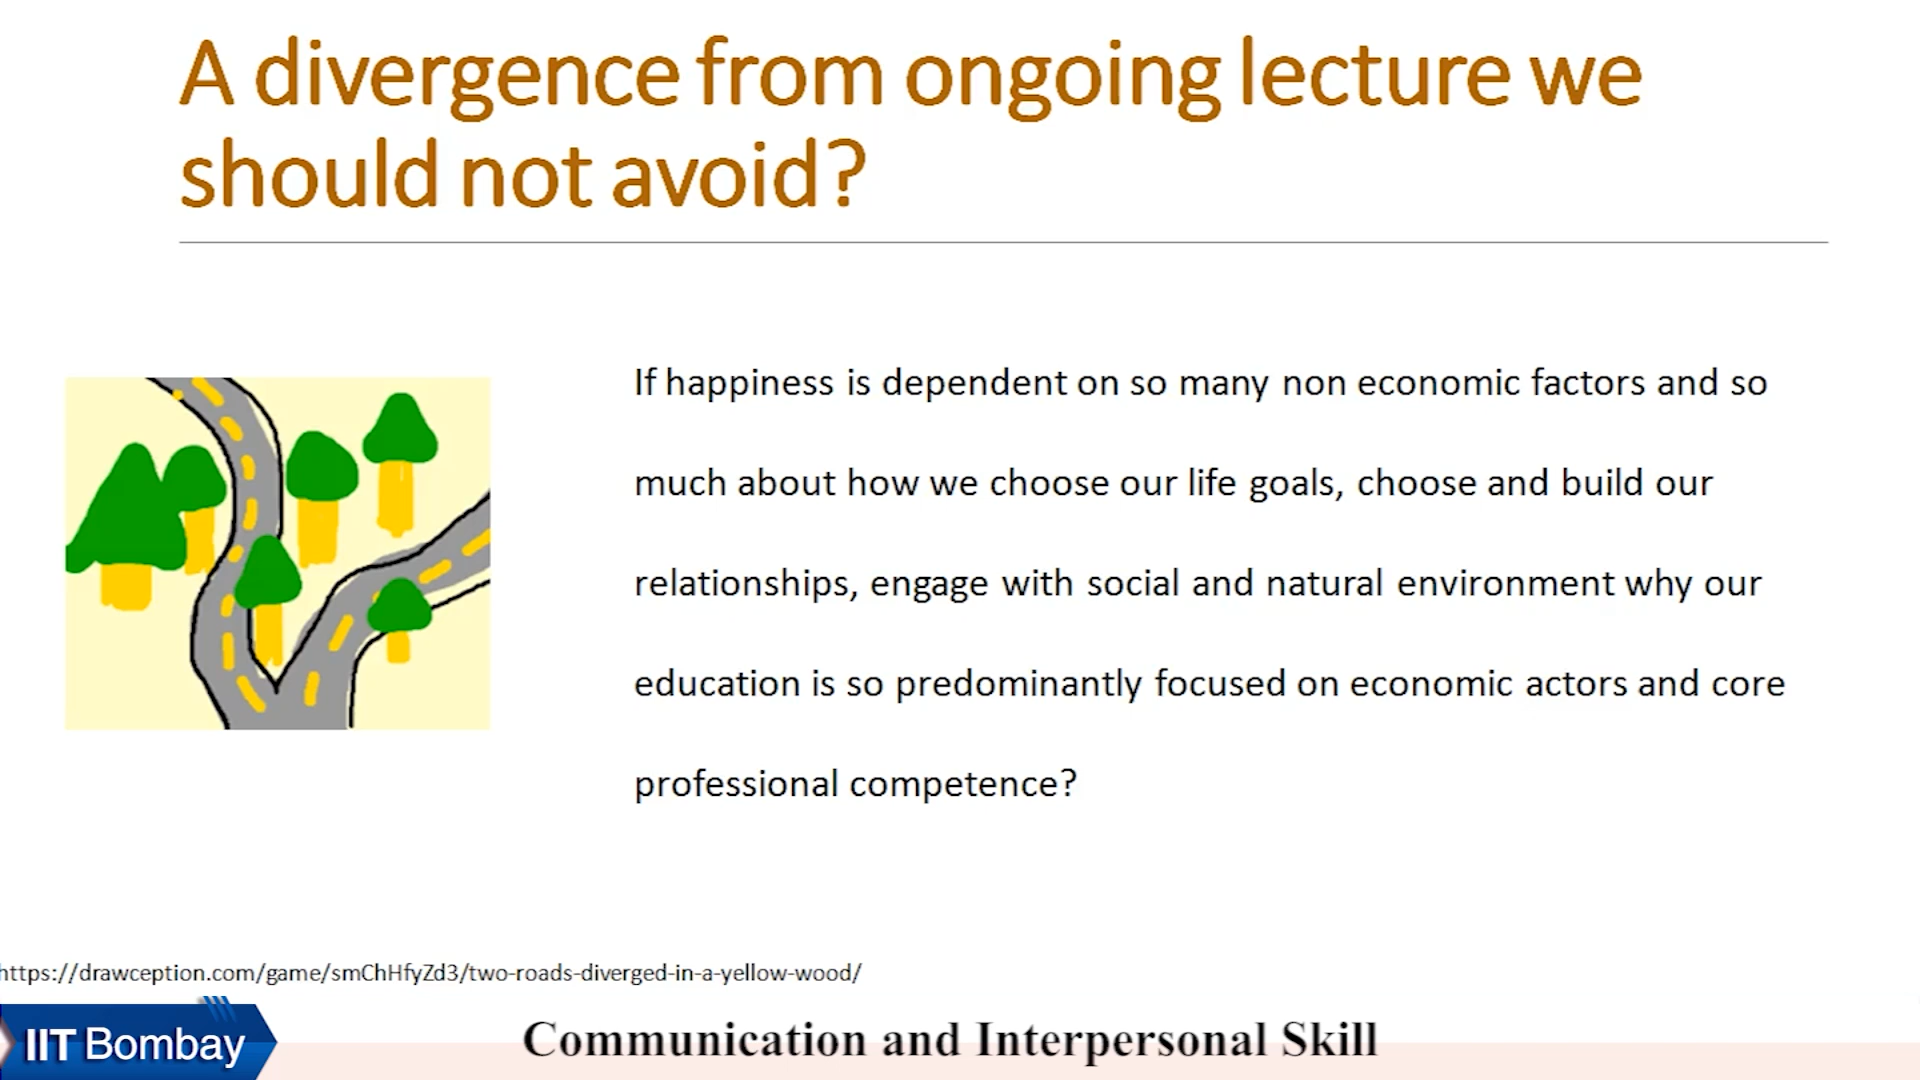 A divergence from ongoing lecture we
should not avoid?
If happiness is dependent on so many non economic factors and so
much about how we choose our life goals, choose and build our
relationships, engage with social and natural environment why our
education is so predominantly focused on economic actors and core
professional competence?
https://drawception.com/game/smChHfyZd3/two-roads-diverged-in-a-yellow-wood/
IIT Bombay
Communication and Interpersonal Skill